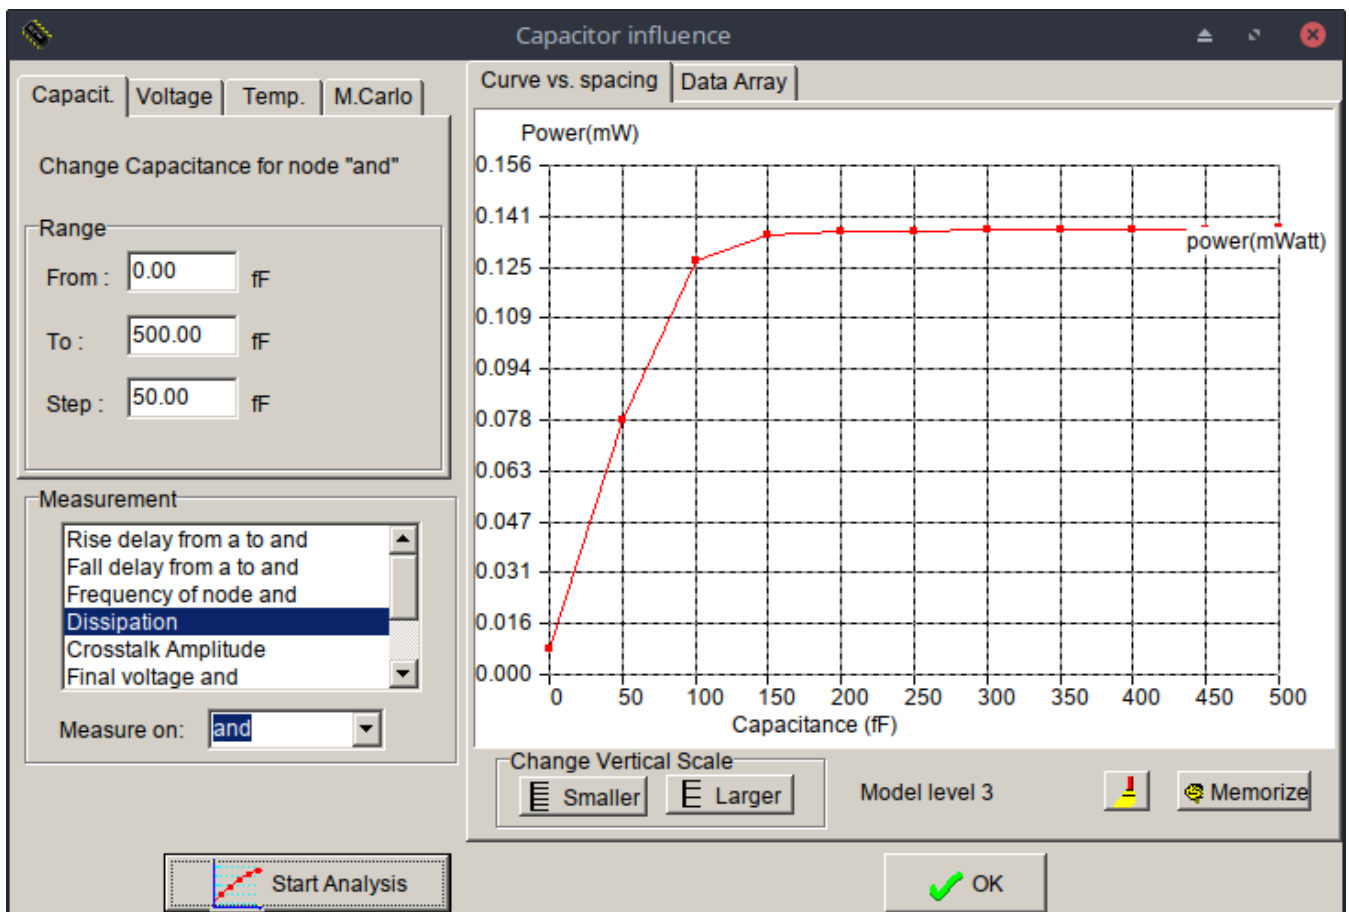 Capacitor influence
Capacit. Voltage Temp. M.Carlo
Change Capacitance for node "and"
Range
From : 0.00 fF
To : 500.00 fF
Step : 50.00 fF
Measurement
Rise delay from a to and
Fall delay from a to and
Frequency of node and
Dissipation
Crosstalk Amplitude
Final voltage and
Measure on: and
Start Analysis
Curve vs. spacing Data Array
Power(mW)
0.156
0.141
power(mWatt)
0.125
0.109
0.094
0.078
0.063
0.047
0.031
0.016
0.000
0 50 100 150 200 250 300 350 400 450 500
Capacitance (fF)
Change Vertical Scale
Smaller Larger
Model level 3
Memorize
OK